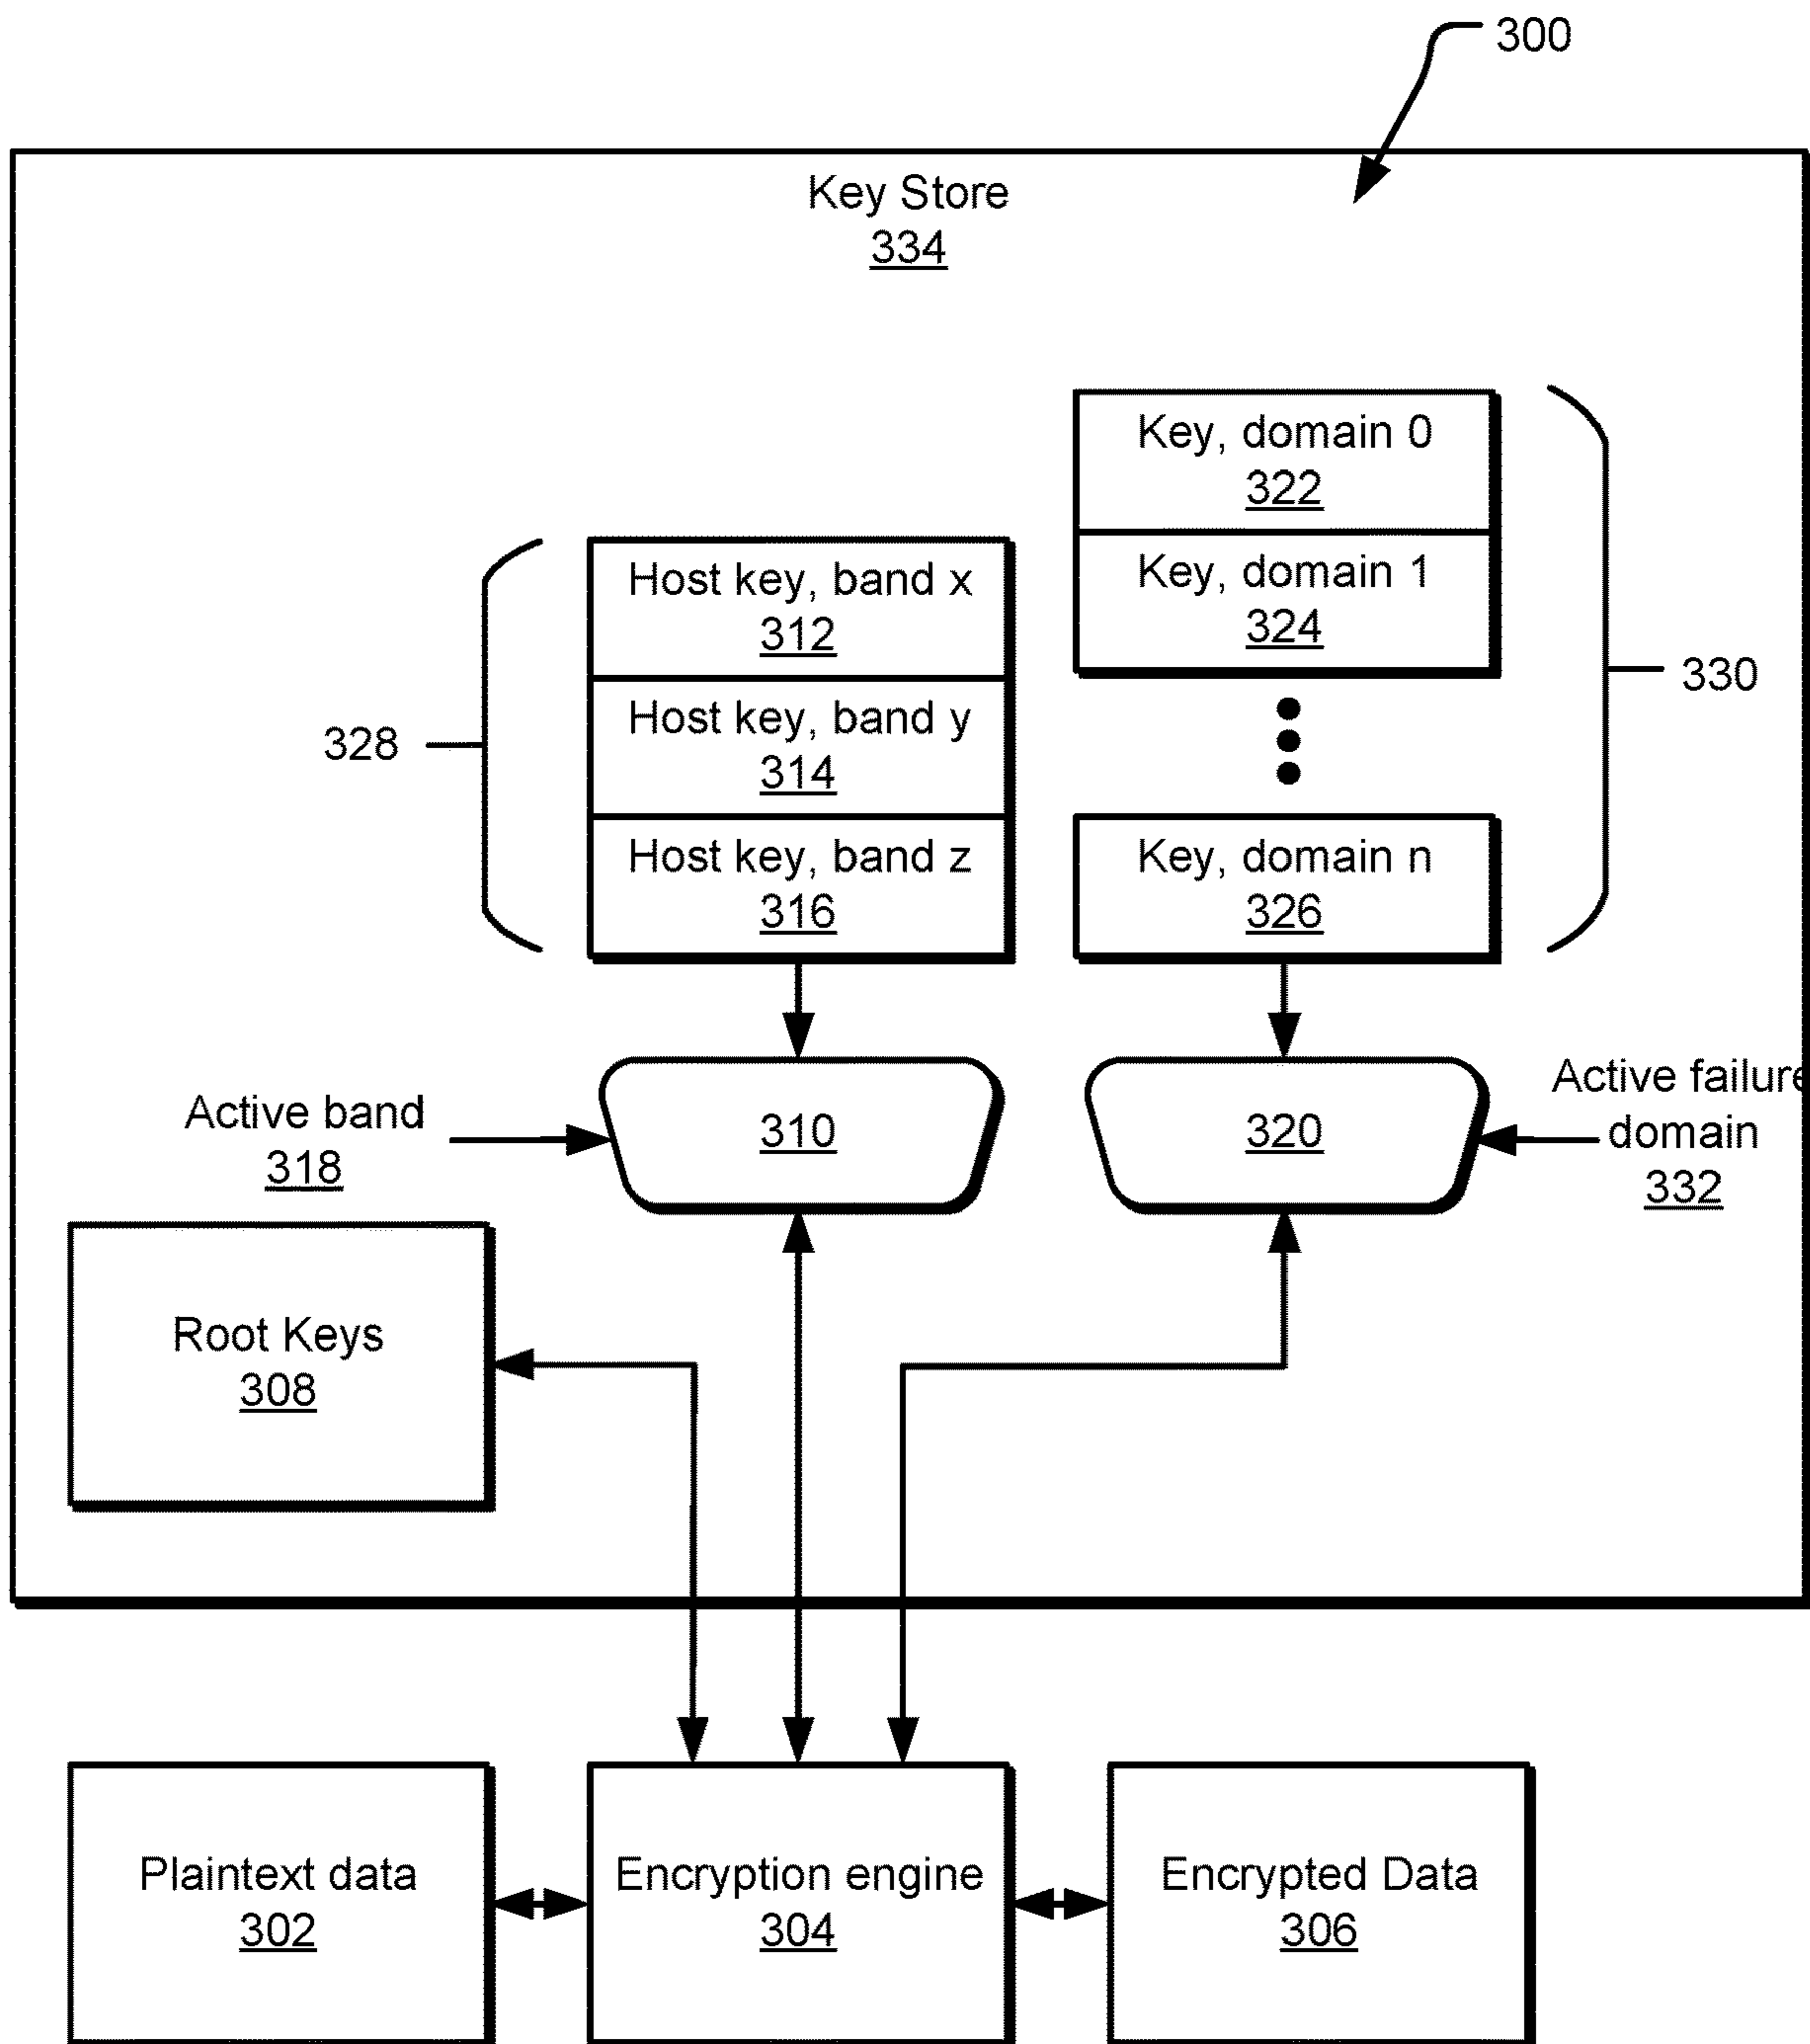 300
Key Store
334
Key, domain 0
322
Host key, band x
312
Key, domain 1
324
330
328
Host key, band y
314
Host key, band z
316
Key, domain n
326
Active band
318
310
320
Active failure
domain
332
Root Keys
308
Plaintext data
302
Encryption engine
304
Encrypted Data
306